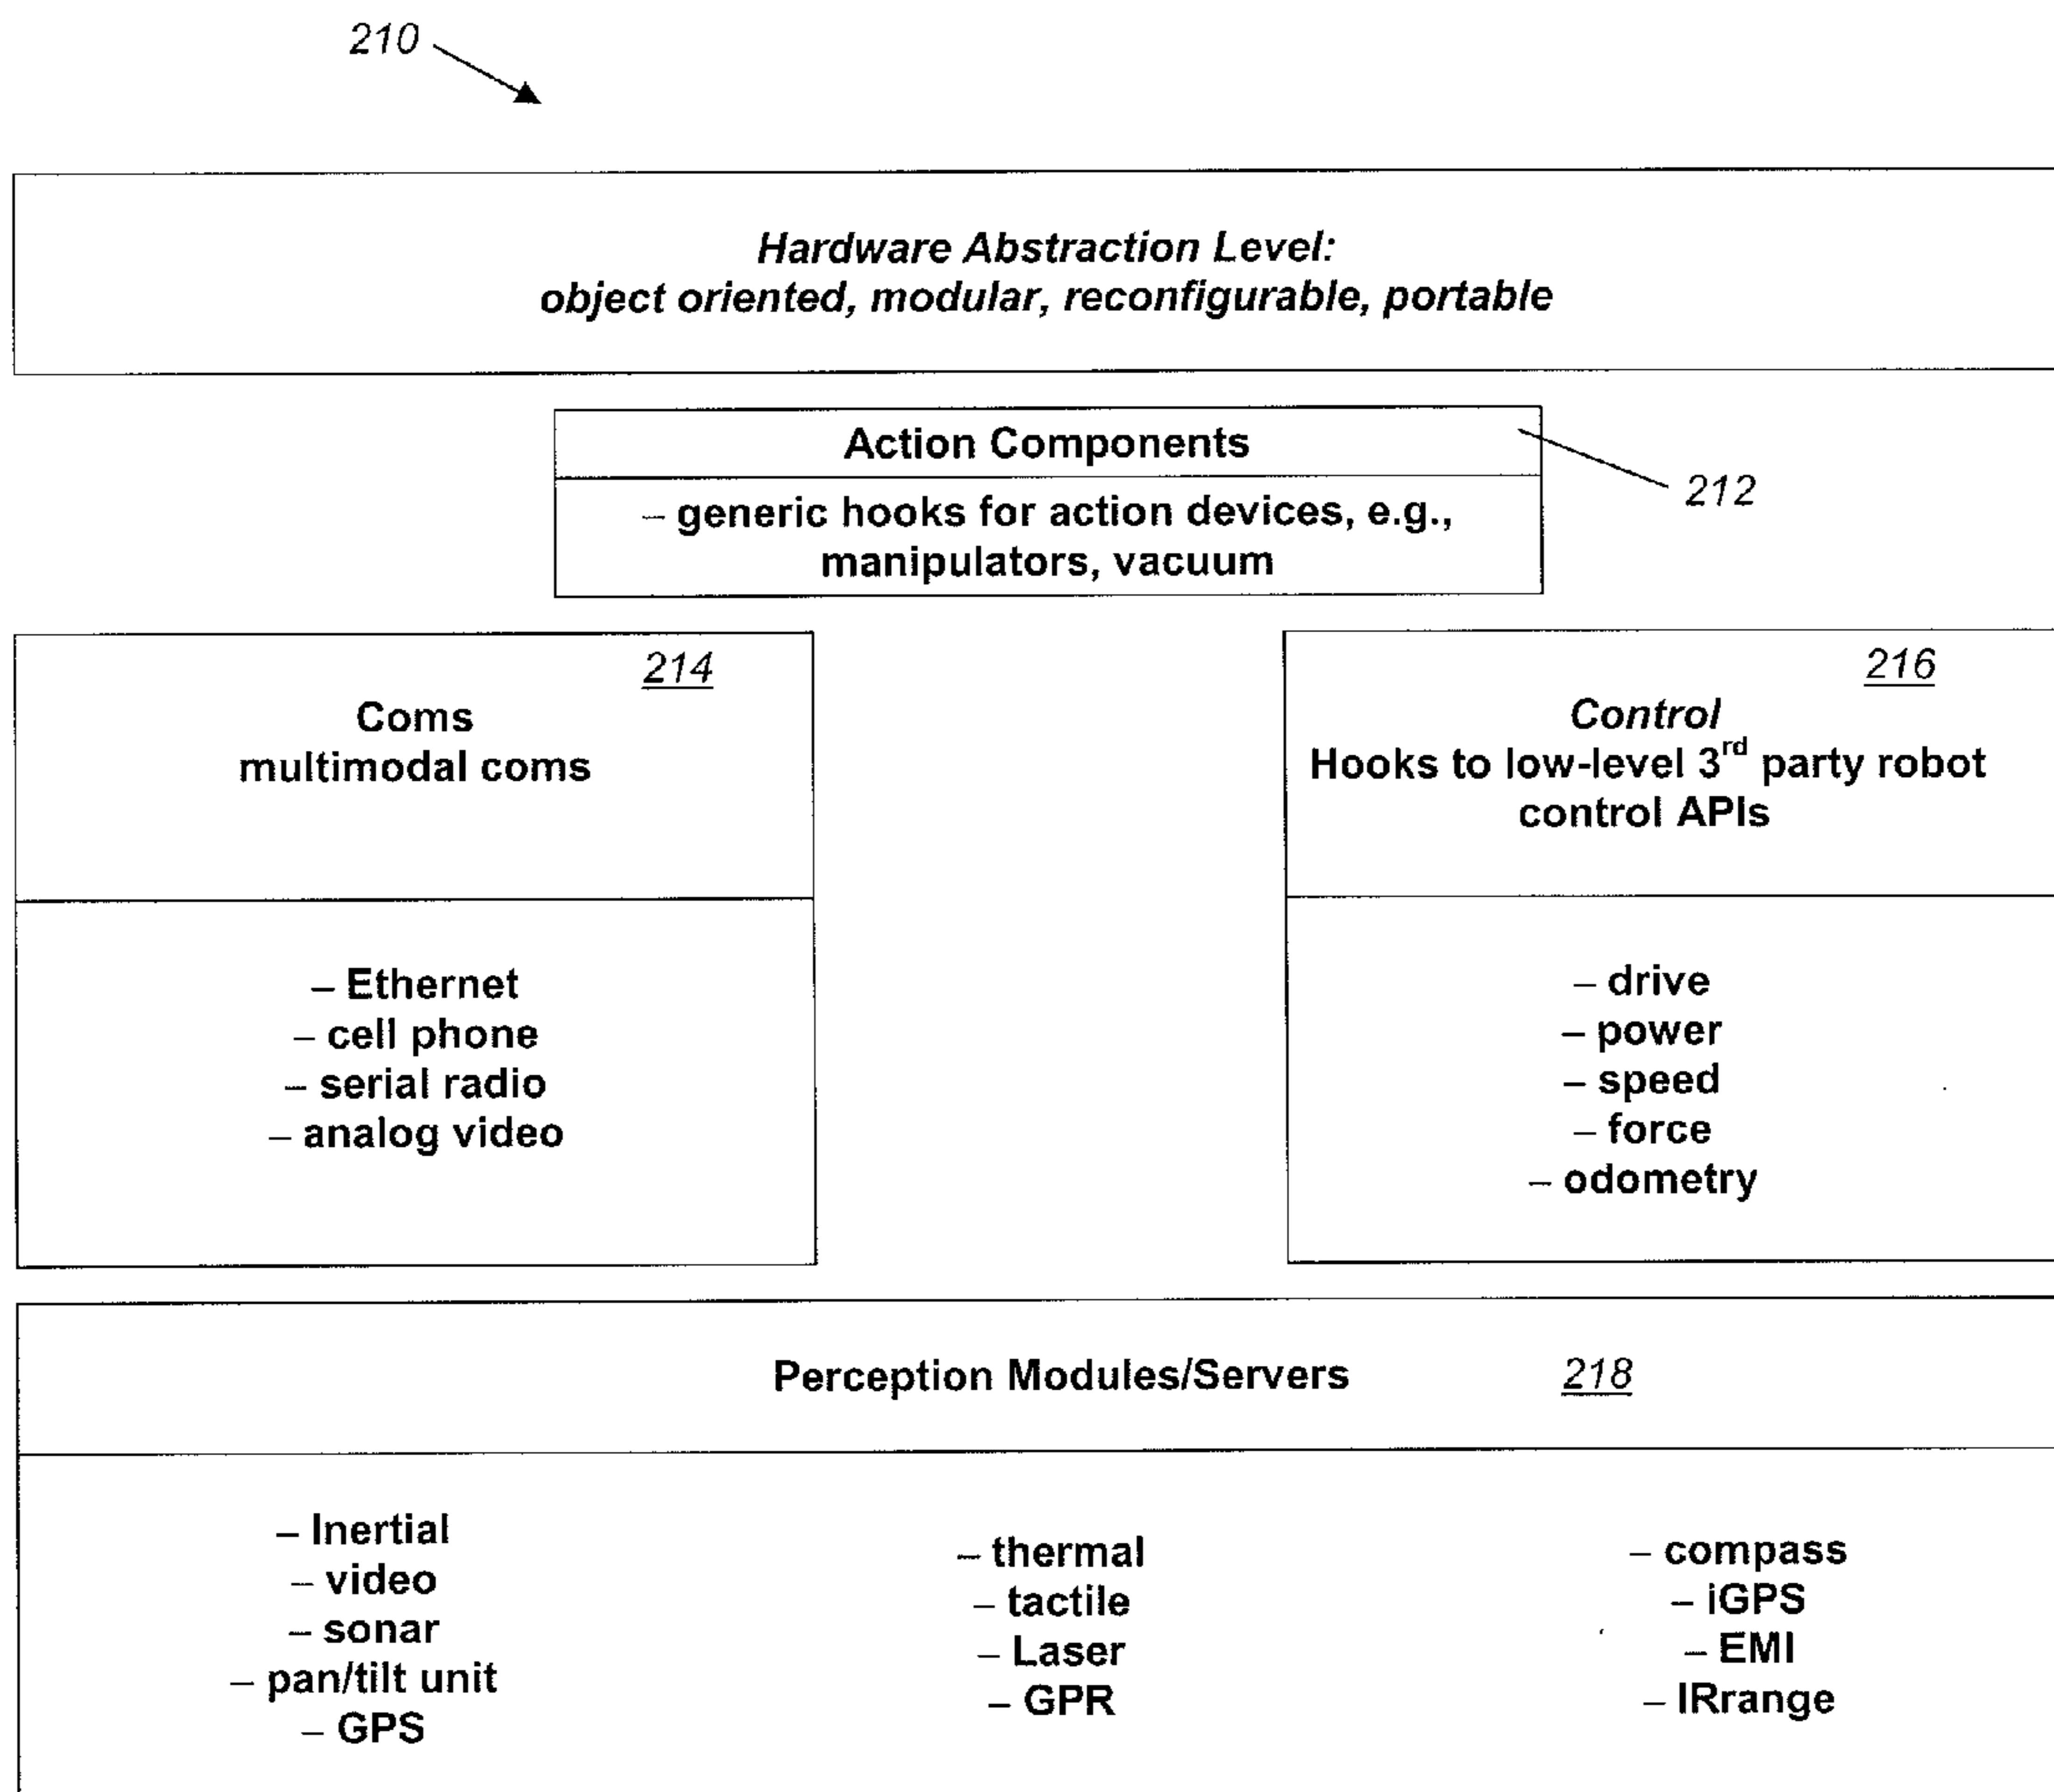 210
Hardware Abstraction Level:
object oriented, modular, reconfigurable, portable
Action Components
– generic hooks for action devices, e.g.,
manipulators, vacuum
212
214
Coms
multimodal coms
– Ethernet
– cell phone
– serial radio
– analog video
216
Control
Hooks to low-level 3rd party robot
control APIs
– drive
– power
– speed
– force
– odometry
Perception Modules/Servers 218
– Inertial
– video
– sonar
– pan/tilt unit
– GPS
– thermal
– tactile
– Laser
– GPR
– compass
– iGPS
– EMI
– IRrange